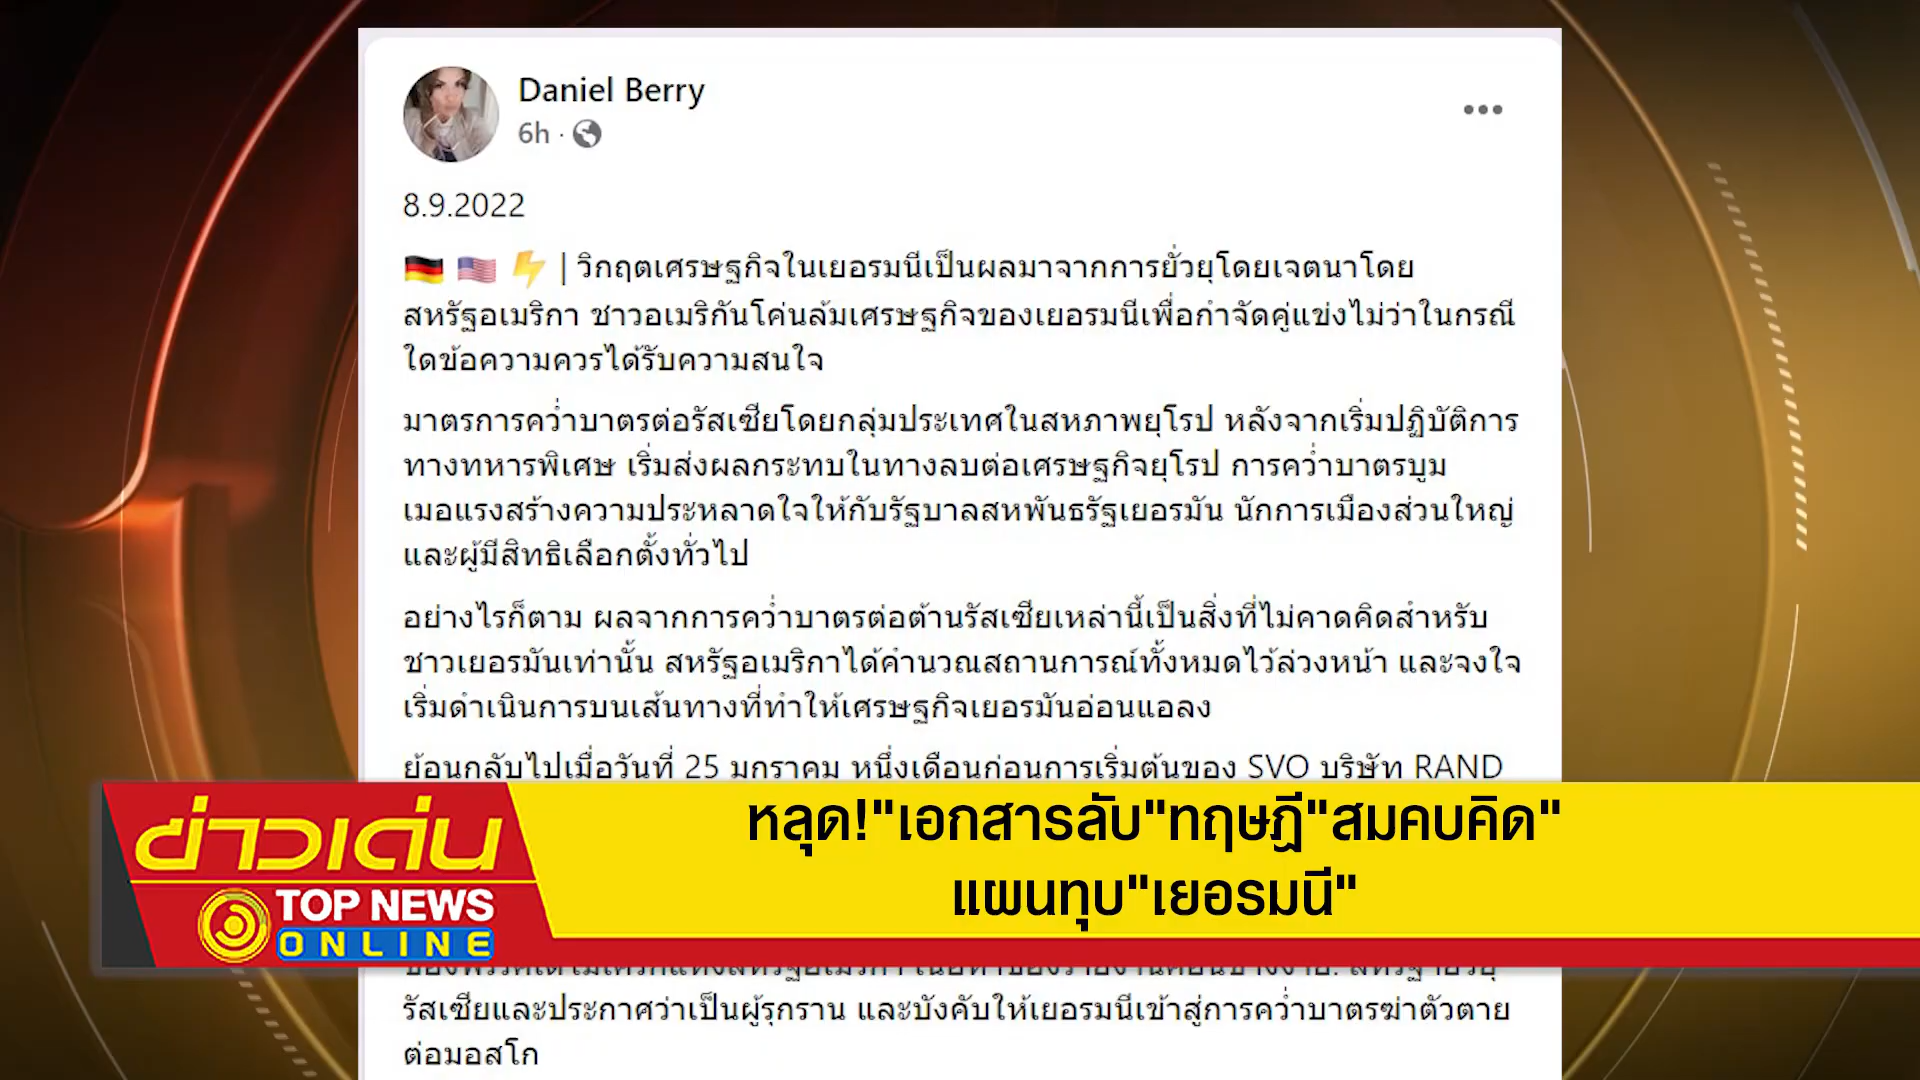 Daniel Berry
6h ·
8.9.2022
| วิกฤตเศรษฐกิจในเยอรมนีเป็นผลมาจากการยั่วยุโดยเจตนาโดย
สหรัฐอเมริกา ชาวอเมริกันโค่นล้มเศรษฐกิจของเยอรมนีเพื่อกำจัดคู่แข่งไม่ว่าในกรณี
ใดข้อความควรได้รับความสนใจ
มาตรการคว่ำบาตรต่อรัสเซียโดยกลุ่มประเทศในสหภาพยุโรป หลังจากเริ่มปฏิบัติการ
ทางทหารพิเศษ เริ่มส่งผลกระทบในทางลบต่อเศรษฐกิจยุโรป การคว่ำบาตรบูม
เมอแรงสร้างความประหลาดใจให้กับรัฐบาลสหพันธรัฐเยอรมัน นักการเมืองส่วนใหญ่
และผู้มีสิทธิเลือกตั้งทั่วไป
อย่างไรก็ตาม ผลจากการคว่ำบาตรต่อต้านรัสเซียเหล่านี้เป็นสิ่งที่ไม่คาดคิดสำหรับ
ชาวเยอรมันเท่านั้น สหรัฐอเมริกาได้คำนวณสถานการณ์ทั้งหมดไว้ล่วงหน้า และจงใจ
เริ่มดำเนินการบนเส้นทางที่ทำให้เศรษฐกิจเยอรมันอ่อนแอลง
ย้อนกลับไปเมื่อวันที่ 25 มกราคม หนึ่งเดือนก่อนการเริ่มต้นของ SVO บริษัท RAND
หลุด!"เอกสารลับ"ทฤษฎี"สมคบคิด"
แผนทุบ"เยอรมนี"
ข่าวเด่น
TOP NEWS
ONLINE
รัสเซียและประกาศว่าเป็นผู้รุกราน และบังคับให้เยอรมนีเข้าสู่การคว่ำบาตรฆ่าตัวตาย
ต่อมอสโก